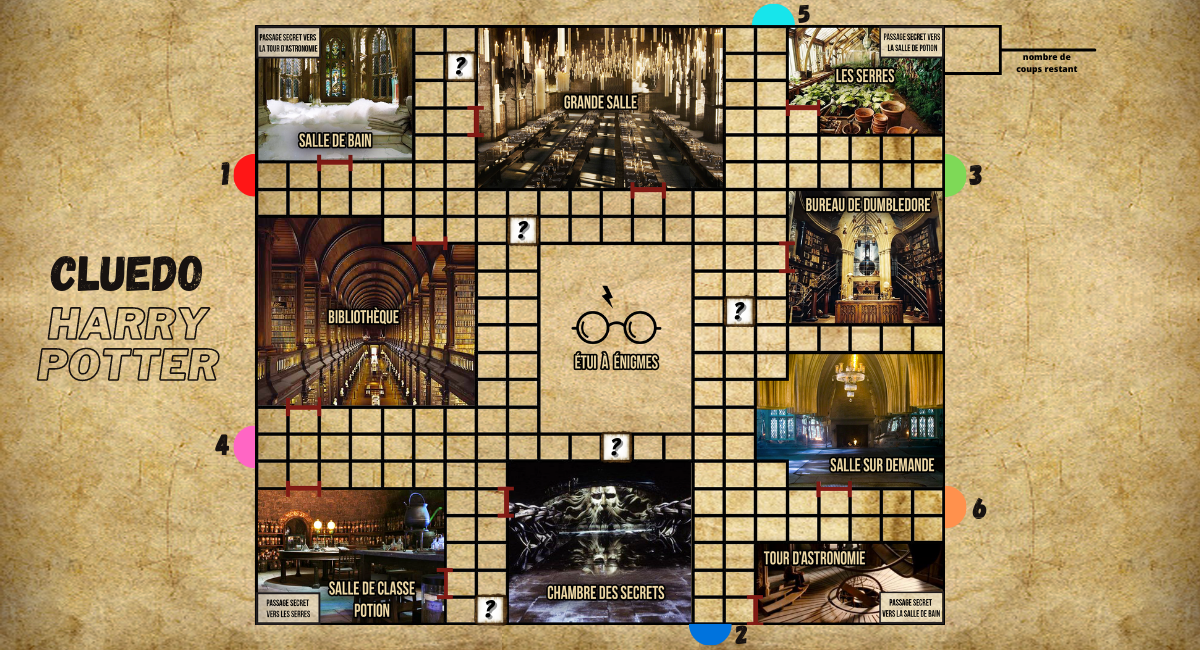 5
PASSAGE SECRET VERS
LA TOUR D'ASTRONOMIE
?
GRANDE SALLE
PASSAGE SECRET VERS
LA SALLE DE POTION
LES SERRES
nombre de
coups restant
SALLE DE BAIN
1
3
BUREAU DE DUMBLEDORE
?
CLUEDO
HARRY
POTTER
BIBLIOTHÈQUE
?
ÉTUI À ÉNIGMES
4
?
SALLE SUR DEMANDE
6
TOUR D'ASTRONOMIE
SALLE DE CLASSE
POTION
CHAMBRE DES SECRETS
PASSAGE SECRET
VERS LES SERRES
?
PASSAGE SECRET
VERS LA SALLE DE BAIN
2